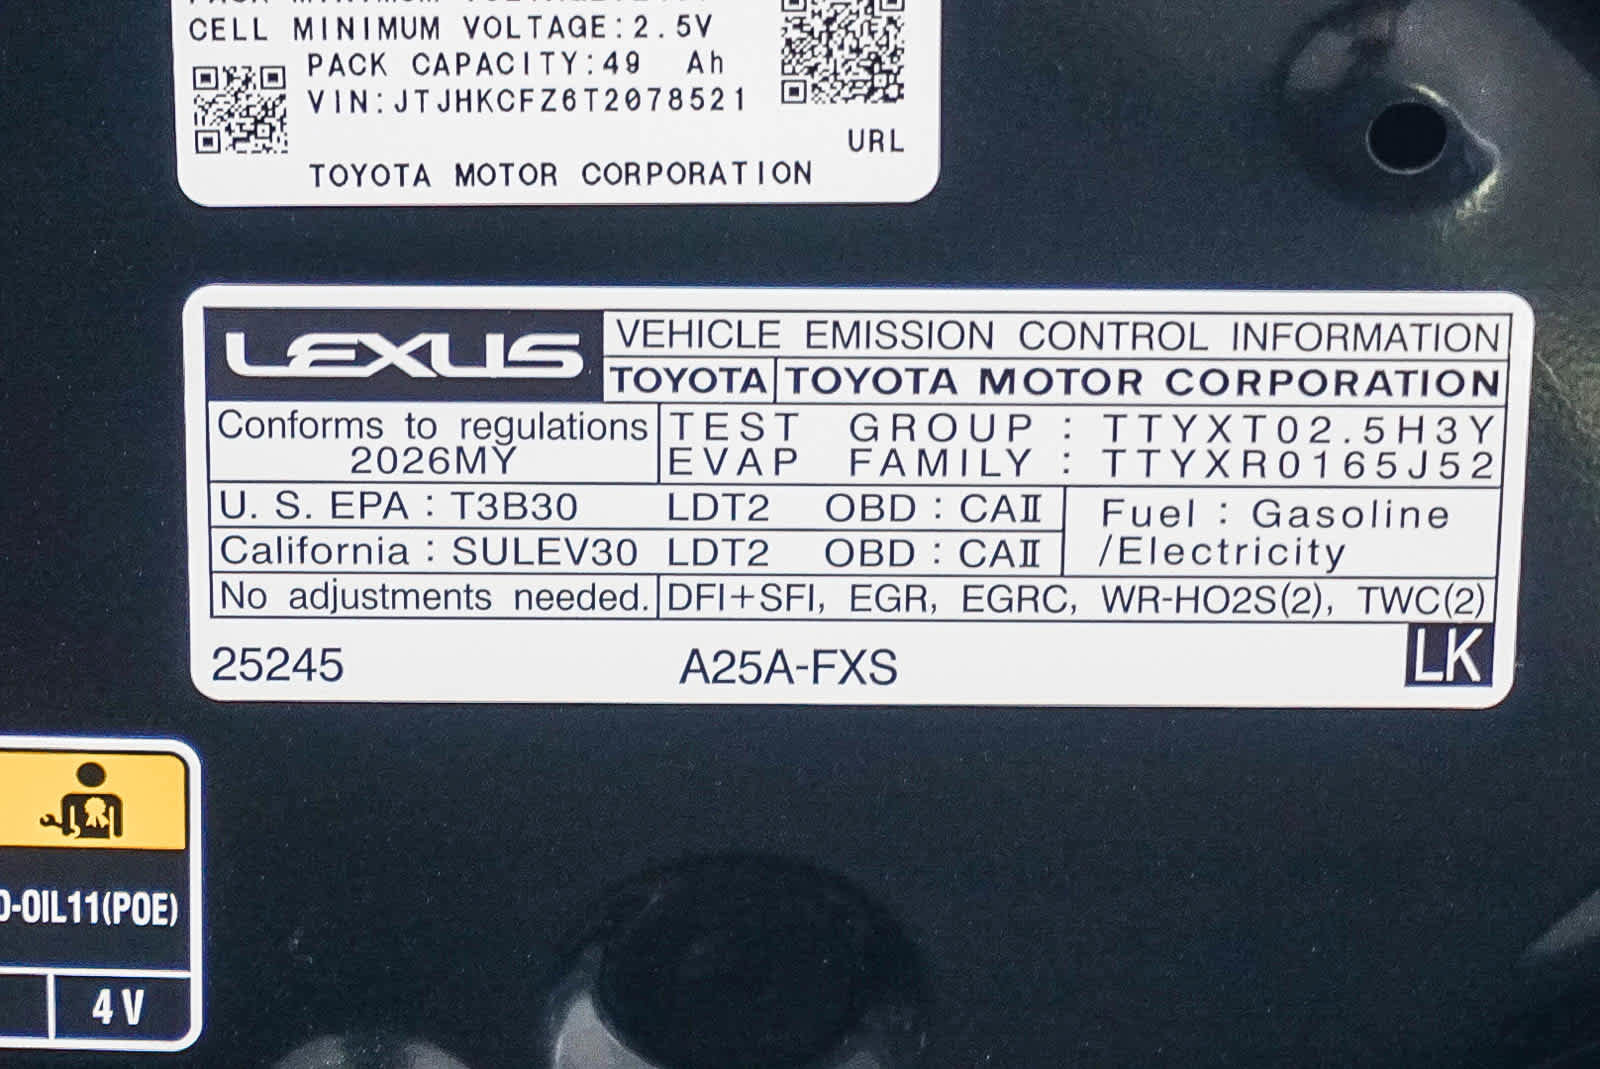 CELL MINIMUM VOLTAGE:2.5V
PACK CAPACITY:49 Ah
VIN:JTJHKCFZ6T2078521
URL
TOYOTA MOTOR CORPORATION
LEXUS
VEHICLE EMISSION CONTROL INFORMATION
TOYOTA TOYOTA MOTOR CORPORATION
Conforms to regulations
2026MY
TEST GROUP : TTYXT02.5H3Y
EVAP FAMILY : TTYXR0165J52
U. S. EPA : T3B30 LDT2 OBD : CAⅡ
California : SULEV30 LDT2 OBD : CAⅡ
Fuel : Gasoline
/Electricity
No adjustments needed. DFI+SFI, EGR, EGRC, WR-HO2S(2), TWC(2)
25245 A25A-FXS LK
-OIL11(POE)
4 V